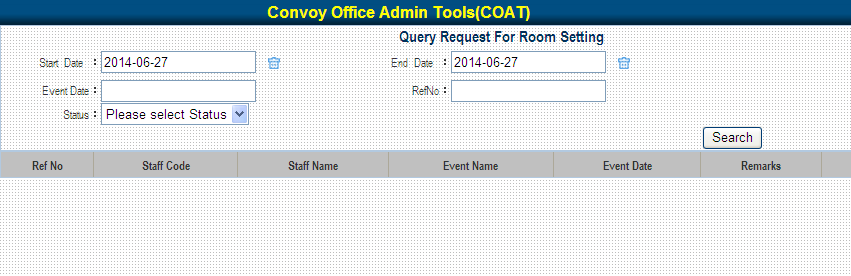 Convoy Office Admin Tools(COAT)
Query Request For Room Setting
Start Date : 2014-06-27 End Date : 2014-06-27
Event Date : RefNo :
Status : Please select Status
Search
Ref No Staff Code Staff Name Event Name Event Date Remarks